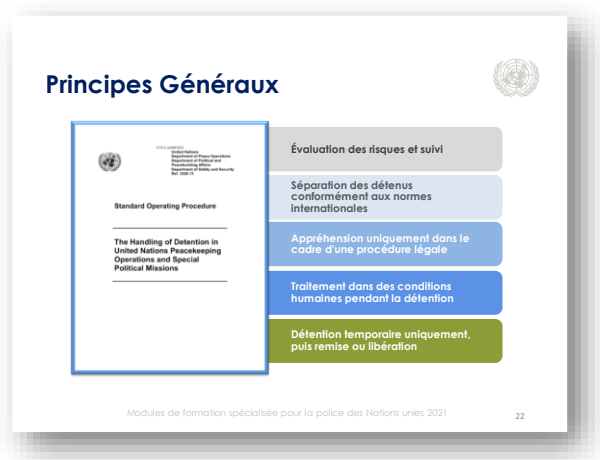 Principes Généraux
UNCLASSIFIED
United Nations
Department of Peace Operations
Department of Political and
Peacebuilding Affairs
Department of Safety and Security
Standard Operating Procedure
The Handling of Detention in
United Nations Peacekeeping
Operations and Special
Political Missions
Évaluation des risques et suivi
Séparation des détenus
conformément aux normes
internationales
Appréhension uniquement dans le
cadre d'une procédure légale
Traitement dans des conditions
humaines pendant la détention
Détention temporaire uniquement,
puis remise ou libération
Modules de formation spécialisée pour la police des Nations unies 2021
22